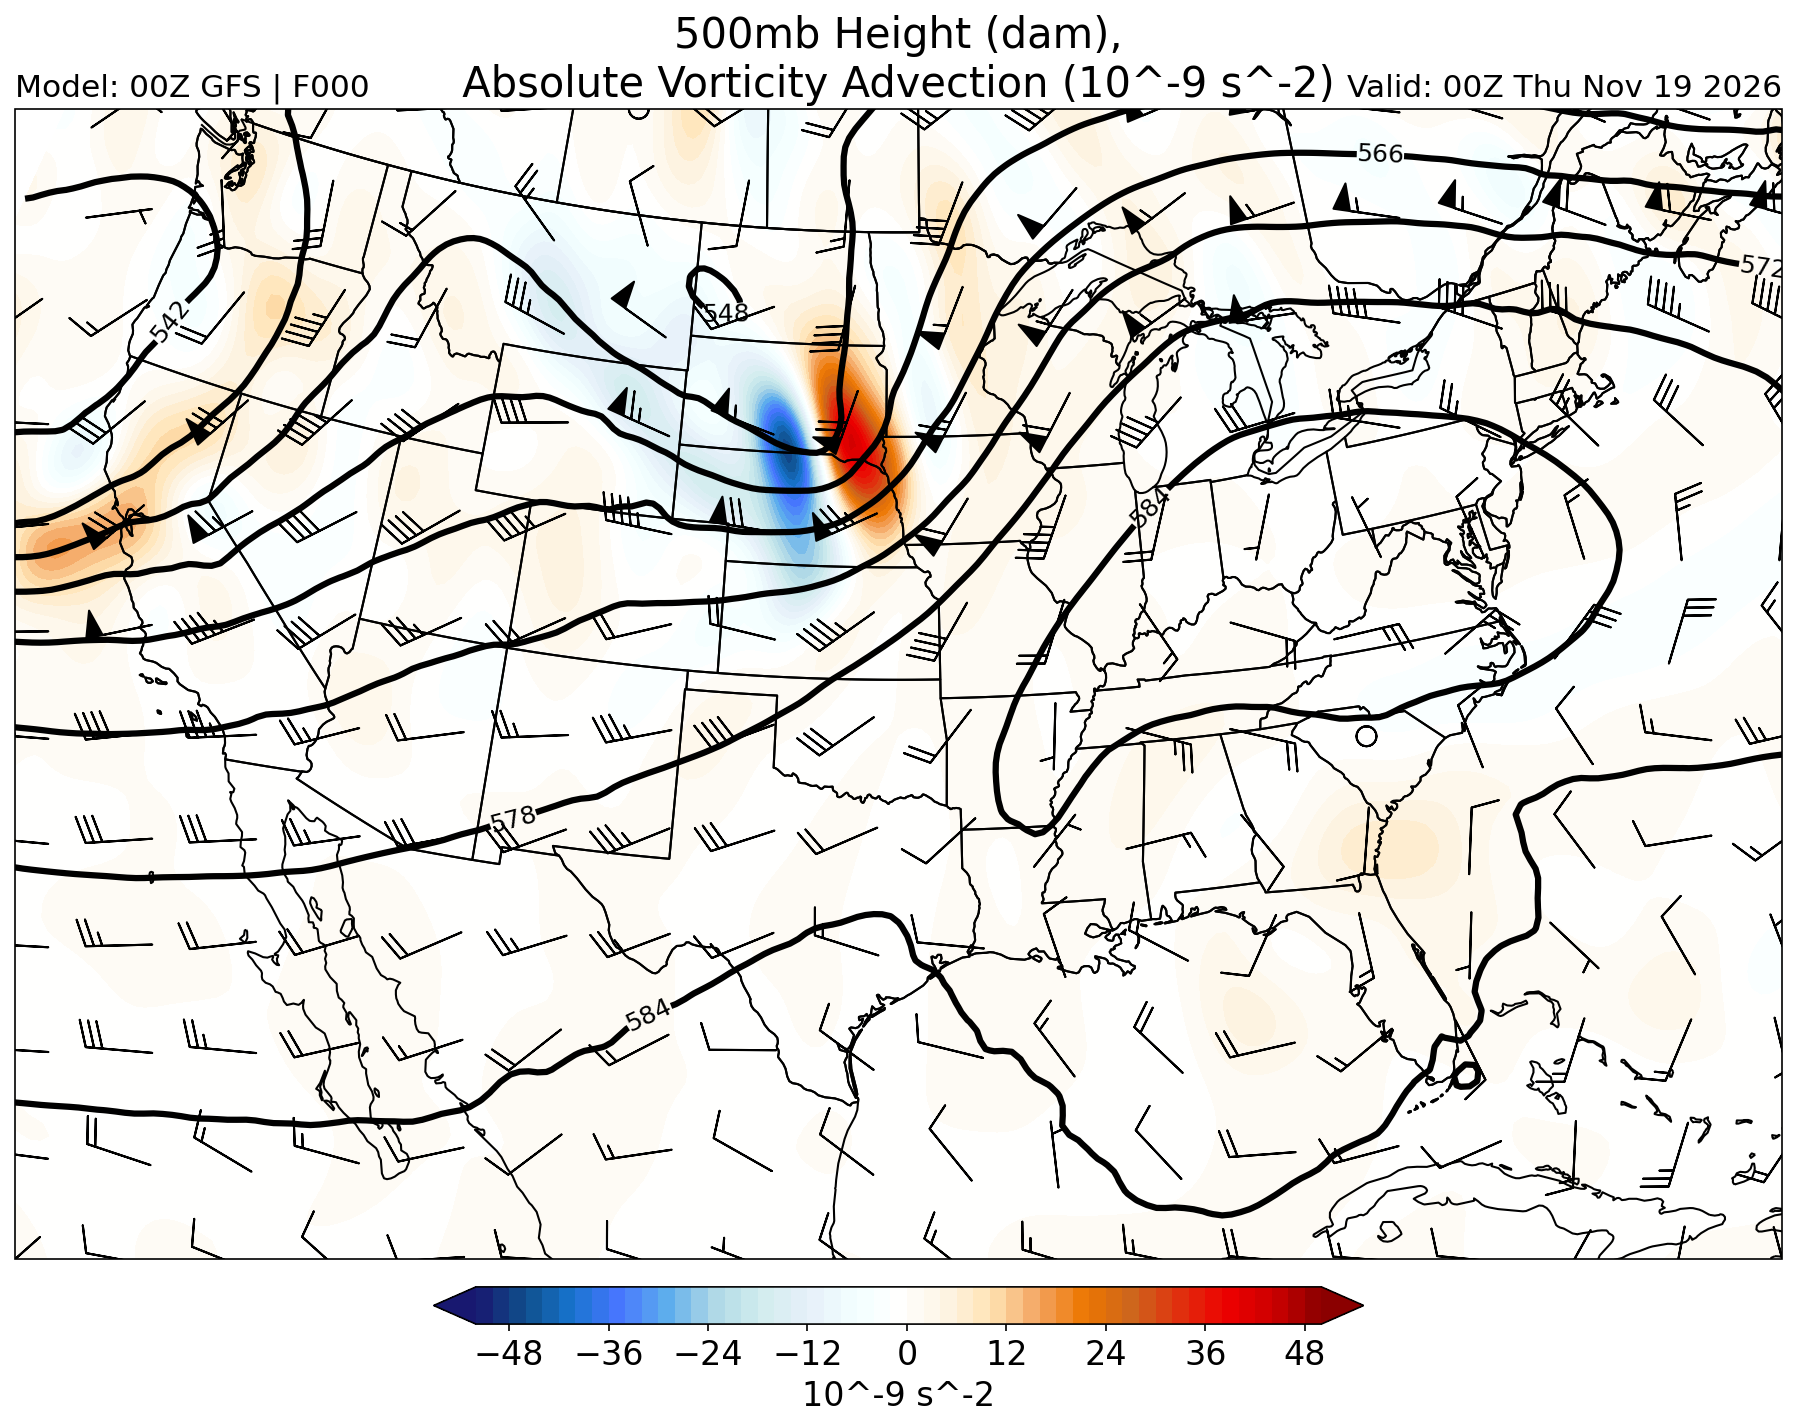 500mb Height (dam),
Model: 00Z GFS | F000
Absolute Vorticity Advection (10^-9 s^-2)
Valid: 00Z Thu Nov 19 2026
566
572
542
548
584
578
584
−48 −36 −24 −12 0 12 24 36 48
10^-9 s^-2